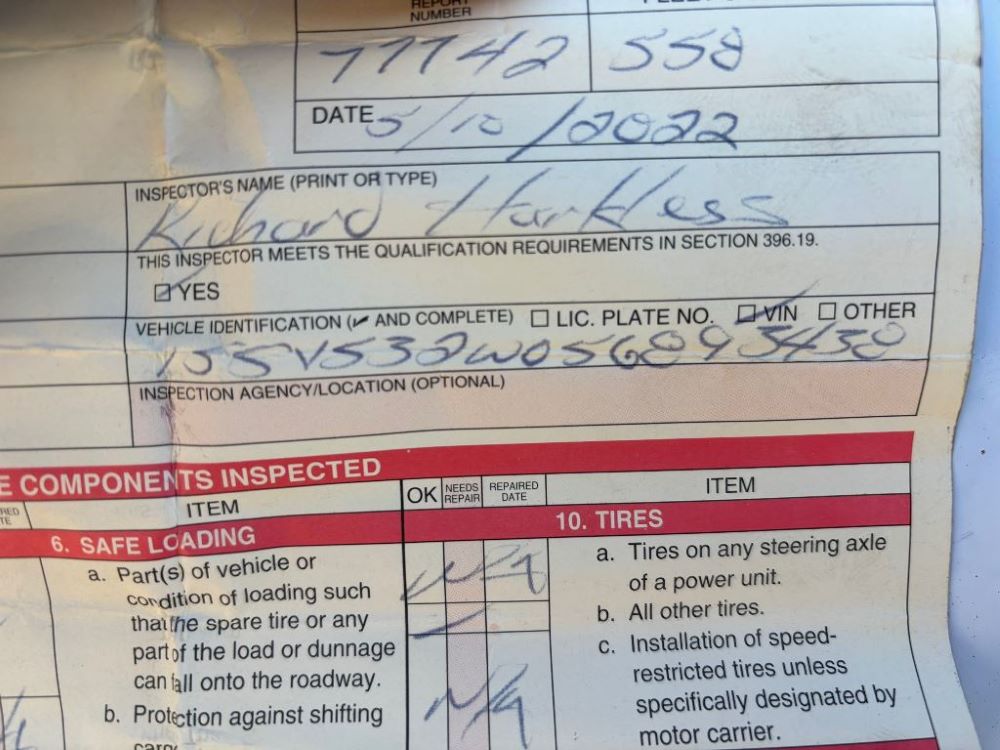 REPORT
NUMBER
77742 558
DATE 5/10/2022
INSPECTOR'S NAME (PRINT OR TYPE)
Richard Harkless
THIS INSPECTOR MEETS THE QUALIFICATION REQUIREMENTS IN SECTION 396.19.
YES
VEHICLE IDENTIFICATION (✓ AND COMPLETE) LIC. PLATE NO. VIN OTHER
INSPECTION AGENCY/LOCATION (OPTIONAL)
COMPONENTS INSPECTED
ITEM OK NEEDS REPAIR REPAIRED DATE ITEM
6. SAFE LOADING
10. TIRES
a. Part(s) of vehicle or
condition of loading such
that the spare tire or any
part of the load or dunnage
can fall onto the roadway.
b. Protection against shifting
N/A
N/A
a. Tires on any steering axle
of a power unit.
b. All other tires.
c. Installation of speed-
restricted tires unless
specifically designated by
motor carrier.